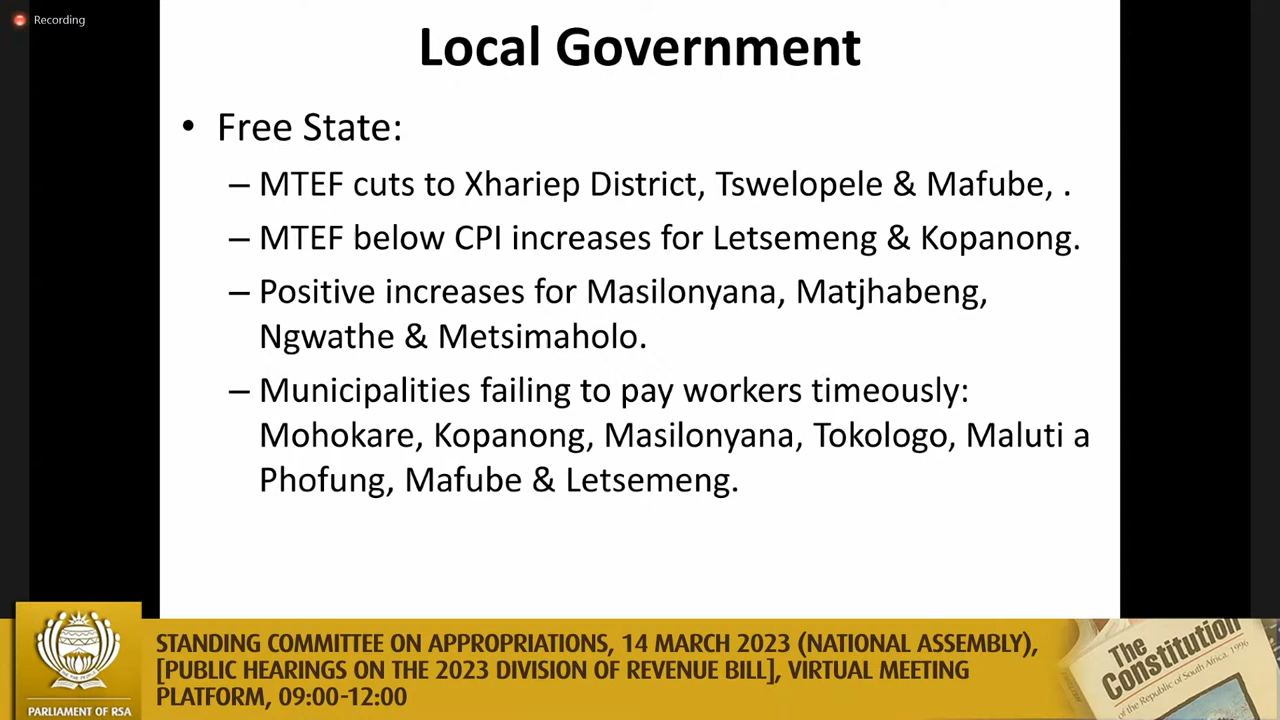 Recording
Local Government
• Free State:
– MTEF cuts to Xhariep District, Tswelopele & Mafube, .
– MTEF below CPI increases for Letsemeng & Kopanong.
– Positive increases for Masilonyana, Matjhabeng,
Ngwathe & Metsimaholo.
– Municipalities failing to pay workers timeously:
Mohokare, Kopanong, Masilonyana, Tokologo, Maluti a
Phofung, Mafube & Letsemeng.
STANDING COMMITTEE ON APPROPRIATIONS, 14 MARCH 2023 (NATIONAL ASSEMBLY),
[PUBLIC HEARINGS ON THE 2023 DIVISION OF REVENUE BILL], VIRTUAL MEETING
PLATFORM, 09:00-12:00
PARLIAMENT OF RSA
The
Constitution
of the Republic of South Africa, 1996